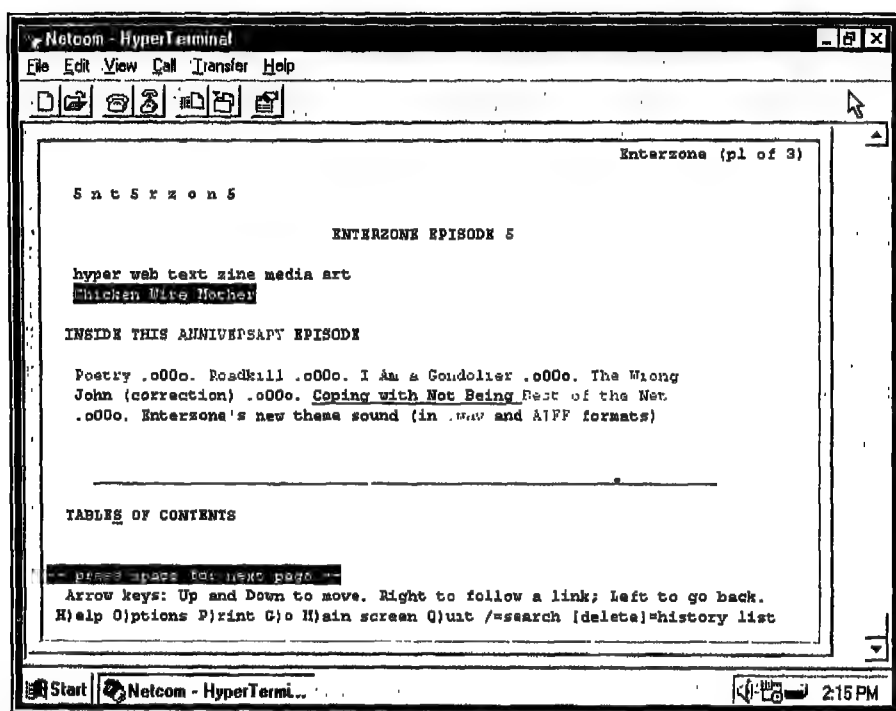 Netcom - HyperTerminal
File Edit View Call Transfer Help
Enterzone (p1 of 3)
5 n t 5 r z o n 5
ENTERZONE EPISODE 5
hyper web text zine media art
Chicken Wire Mother
INSIDE THIS ANNIVERSARY EPISODE
Poetry .o00o. Roadkill .o00o. I Am a Gondolier .o00o. The Wrong
John (correction) .o00o. Coping with Not Being Best of the Net
.o00o. Enterzone's new theme sound (in .wav and AIFF formats)
TABLES OF CONTENTS
-- press space for next page --
Arrow keys: Up and Down to move. Right to follow a link; Left to go back.
H)elp O)ptions P)rint G)o M)ain screen Q)uit /=search [delete]=history list
Start Netcom - HyperTermi... 2:15 PM